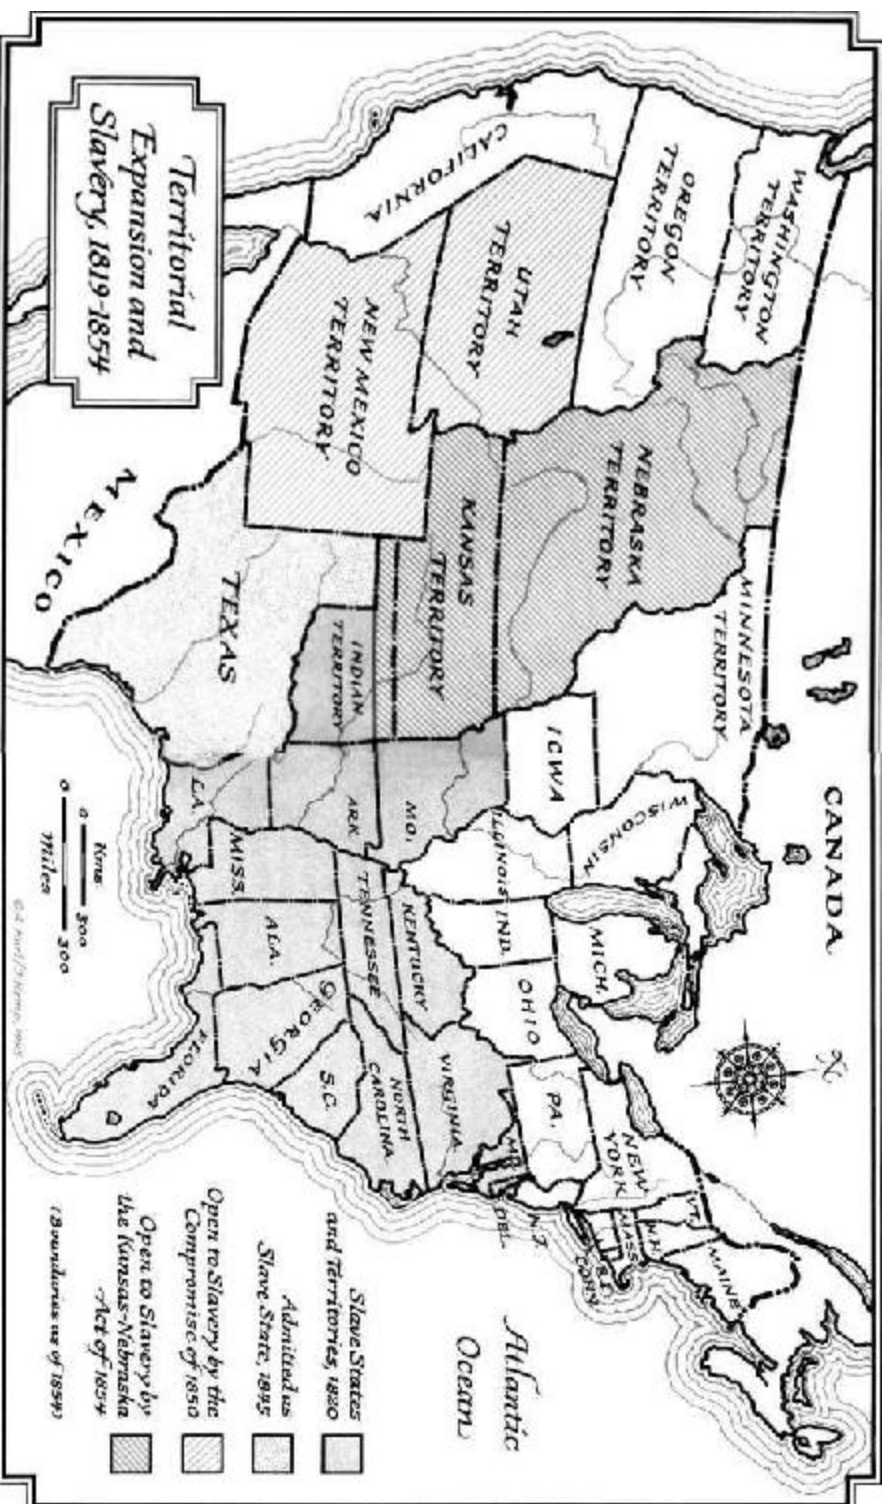 Territorial
Expansion and
Slavery, 1819-1854
CANADA
WASHINGTON
TERRITORY
OREGON
TERRITORY
CALIFORNIA
UTAH
TERRITORY
NEW MEXICO
TERRITORY
NEBRASKA
TERRITORY
KANSAS
TERRITORY
MINNESOTA
TERRITORY
INDIAN
TERRITORY
TEXAS
MEXICO
IOWA
WISCONSIN
ILLINOIS
IND.
MICH.
OHIO
MO.
ARK
LA.
MISS.
ALA.
TENNESSEE
KENTUCKY
GEORGIA
FLORIDA
S.C.
NORTH
CAROLINA
VIRGINIA
PA.
MD.
DEL.
N.J.
NEW
YORK
VT.
N.H.
MASS
R.I.
CONN
MAINE
N
Atlantic
Ocean
0 Kms 500
0 Miles 300
Slave States
and Territories, 1820
Admitted as
Slave State, 1845
Open to Slavery by the
Compromise of 1850
Open to Slavery by
the Kansas-Nebraska
Act of 1854
(Boundaries as of 1854)